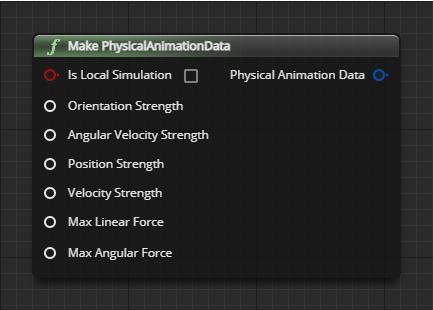 f Make PhysicalAnimationData
Is Local Simulation Physical Animation Data
Orientation Strength
Angular Velocity Strength
Position Strength
Velocity Strength
Max Linear Force
Max Angular Force